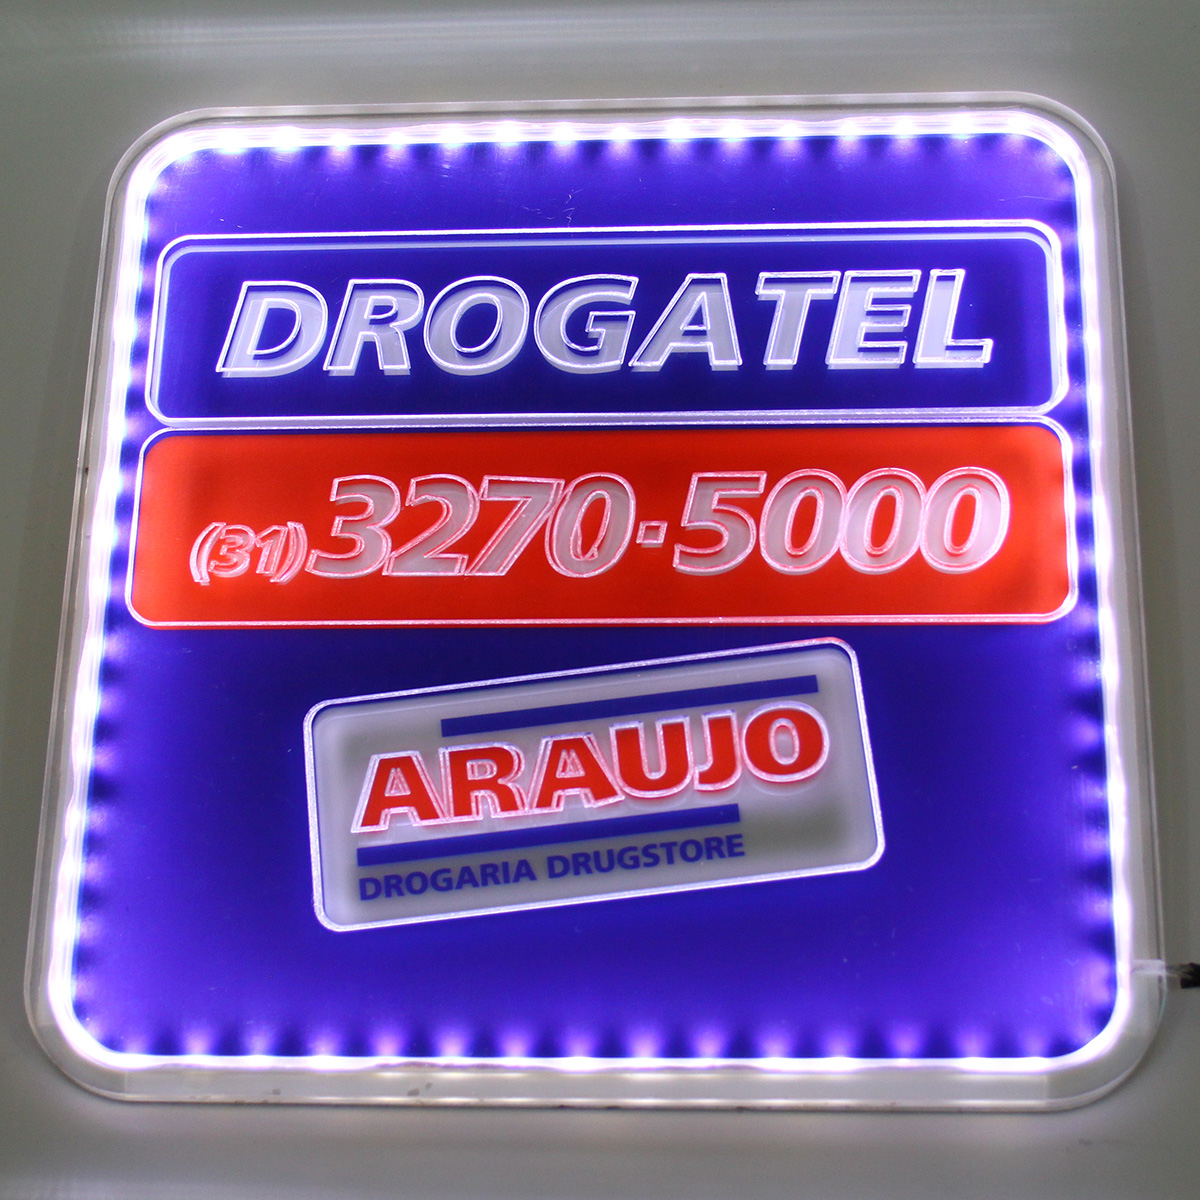 DROGATEL
(31) 3270-5000
ARAUJO
DROGARIA DRUGSTORE